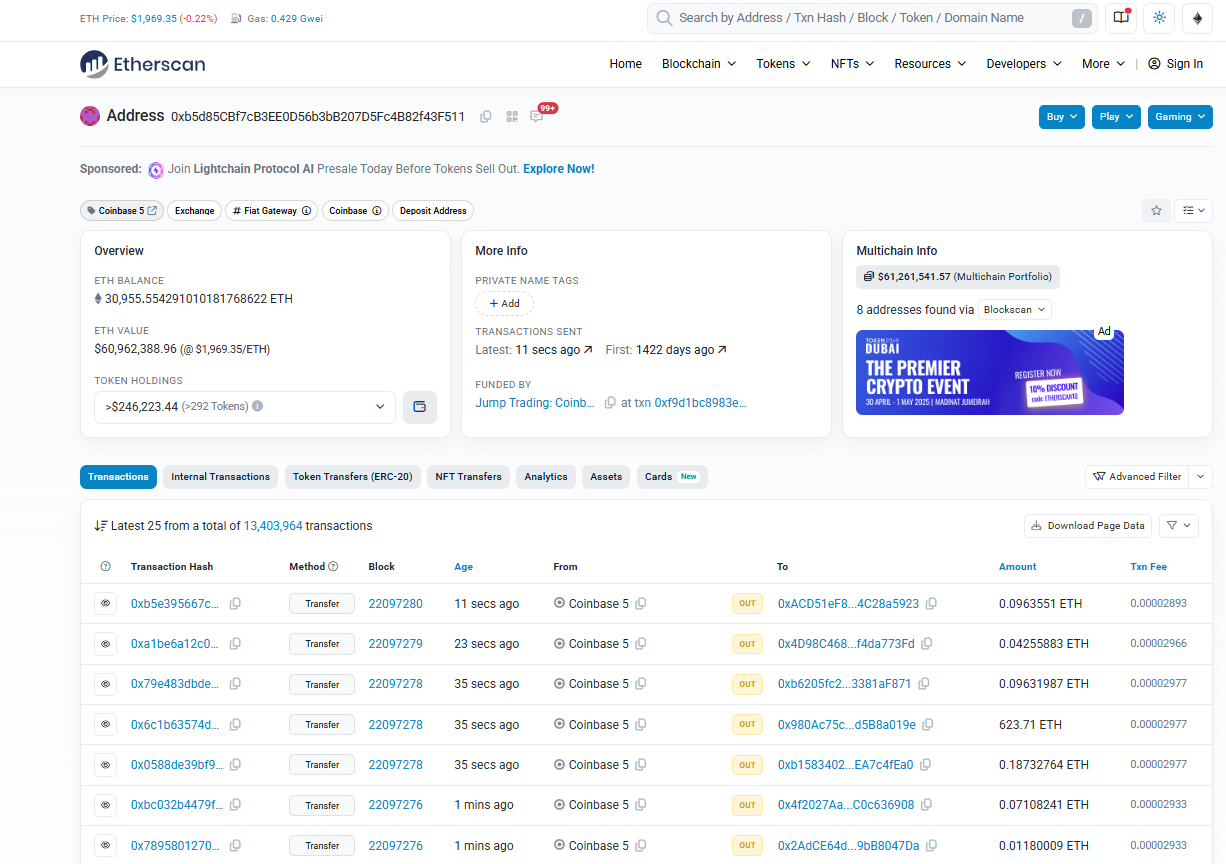 ETH Price: $1,969.35 (-0.22%) Gas: 0.429 Gwei
Search by Address / Txn Hash / Block / Token / Domain Name /
Etherscan
Home Blockchain Tokens NFTs Resources Developers More | Sign In
Address 0xb5d85CBf7cB3EE0D56b3bB207D5Fc4B82f43F511 99+
Buy Play Gaming
Sponsored: Join Lightchain Protocol AI Presale Today Before Tokens Sell Out. Explore Now!
Coinbase 5 Exchange # Fiat Gateway Coinbase Deposit Address
Overview
ETH BALANCE
30,955.554291010181768622 ETH
ETH VALUE
$60,962,388.96 (@ $1,969.35/ETH)
TOKEN HOLDINGS
>$246,223.44 (>292 Tokens)
More Info
PRIVATE NAME TAGS
+ Add
TRANSACTIONS SENT
Latest: 11 secs ago ↗ First: 1422 days ago ↗
FUNDED BY
Jump Trading: Coinb... at txn 0xf9d1bc8983e...
Multichain Info
$61,261,541.57 (Multichain Portfolio)
8 addresses found via Blockscan
Ad
TOKEN2049
DUBAI
THE PREMIER
CRYPTO EVENT
30 APRIL - 1 MAY 2025 | MADINAT JUMEIRAH
REGISTER NOW
10% DISCOUNT
code: ETHERSCAN10
Transactions Internal Transactions Token Transfers (ERC-20) NFT Transfers Analytics Assets Cards New
Advanced Filter
Latest 25 from a total of 13,403,964 transactions
Download Page Data
Transaction Hash Method Block Age From To Amount Txn Fee
0xb5e395667c... Transfer 22097280 11 secs ago Coinbase 5 OUT 0xACD51eF8...4C28a5923 0.0963551 ETH 0.00002893
0xa1be6a12c0... Transfer 22097279 23 secs ago Coinbase 5 OUT 0x4D98C468...f4da773Fd 0.04255883 ETH 0.00002966
0x79e483dbde... Transfer 22097278 35 secs ago Coinbase 5 OUT 0xb6205fc2...3381aF871 0.09631987 ETH 0.00002977
0x6c1b63574d... Transfer 22097278 35 secs ago Coinbase 5 OUT 0x980Ac75c...d5B8a019e 623.71 ETH 0.00002977
0x0588de39bf9... Transfer 22097278 35 secs ago Coinbase 5 OUT 0xb1583402...EA7c4fEa0 0.18732764 ETH 0.00002977
0xbc032b4479f... Transfer 22097276 1 mins ago Coinbase 5 OUT 0x4f2027Aa...C0c636908 0.07108241 ETH 0.00002933
0x7895801270... Transfer 22097276 1 mins ago Coinbase 5 OUT 0x2AdCE64d...9bB8047Da 0.01180009 ETH 0.00002933